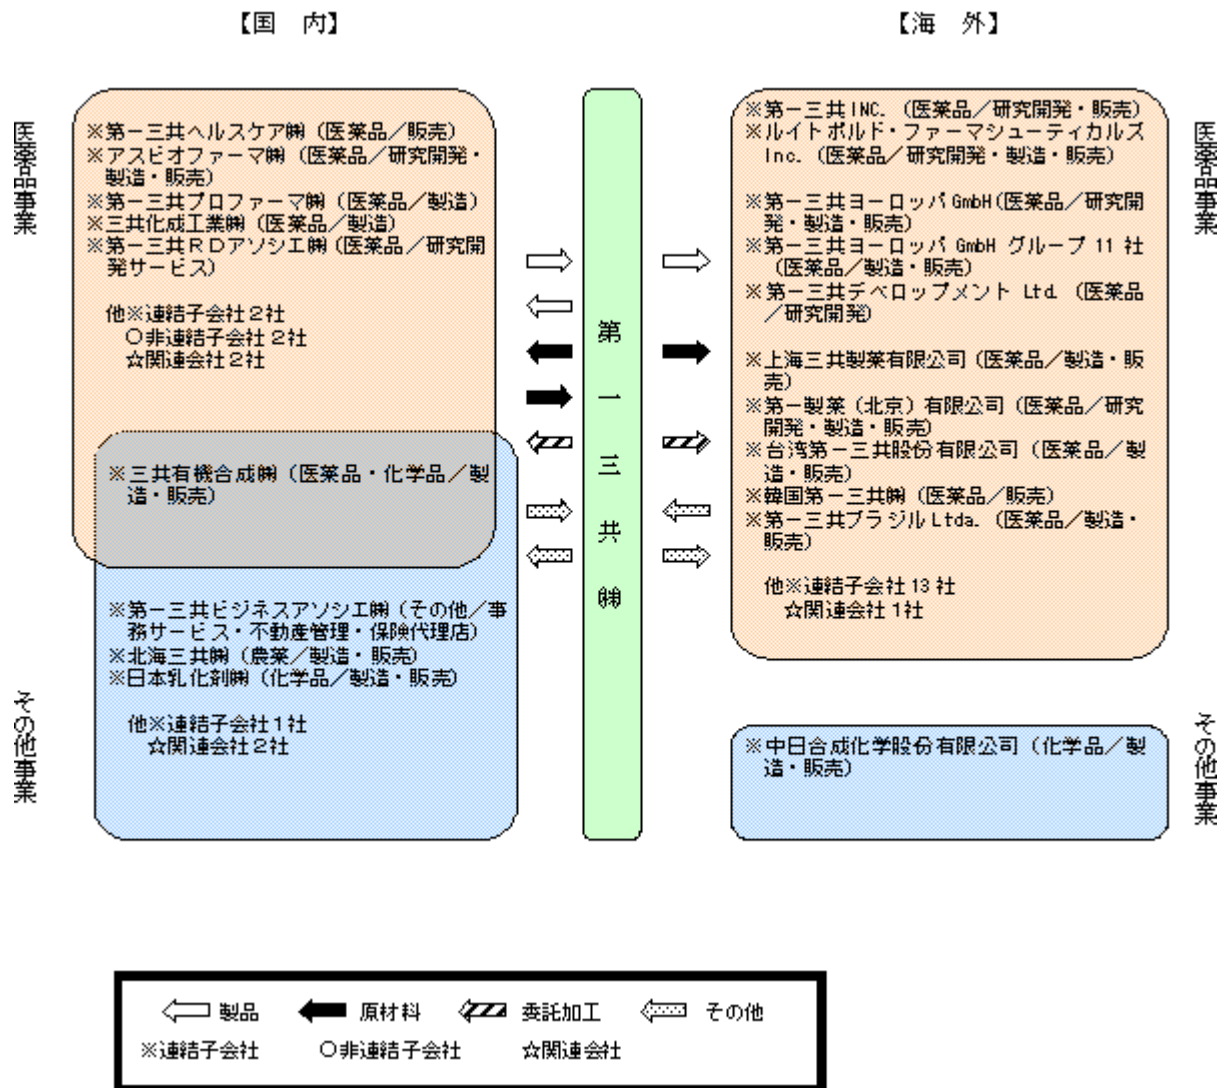 【国　内】
【海　外】
医薬品事業
※第一三共ヘルスケア㈱（医薬品／販売）
※アスビオファーマ㈱（医薬品／研究開発・
製造・販売）
※第一三共プロファーマ㈱（医薬品／製造）
※三共化成工業㈱（医薬品／製造）
※第一三共ＲＤアソシエ㈱（医薬品／研究開
発サービス）
他※連結子会社２社
○非連結子会社２社
☆関連会社２社
※三共有機合成㈱（医薬品・化学品／製
造・販売）
その他事業
※第一三共ビジネスアソシエ㈱（その他／事
務サービス・不動産管理・保険代理店）
※北海三共㈱（農薬／製造・販売）
※日本乳化剤㈱（化学品／製造・販売）
他※連結子会社１社
☆関連会社２社
第一三共㈱
医薬品事業
※第一三共 INC.（医薬品／研究開発・販売）
※ルイトポルド・ファーマシューティカルズ
Inc.（医薬品／研究開発・製造・販売）
※第一三共ヨーロッパ GmbH(医薬品／研究開
発・製造・販売）
※第一三共ヨーロッパ GmbH グループ 11 社
（医薬品／製造・販売）
※第一三共デベロップメント Ltd.（医薬品
／研究開発）
※上海三共製薬有限公司（医薬品／製造・販
売）
※第一製薬（北京）有限公司（医薬品／研究
開発・製造・販売）
※台湾第一三共股份有限公司（医薬品／製
造・販売）
※韓国第一三共㈱（医薬品／販売）
※第一三共ブラジル Ltda.（医薬品／製造・
販売）
他※連結子会社 13 社
☆関連会社 1 社
その他事業
※中日合成化学股份有限公司（化学品／製
造・販売）
製品　原材料　委託加工　その他
※連結子会社　○非連結子会社　☆関連会社